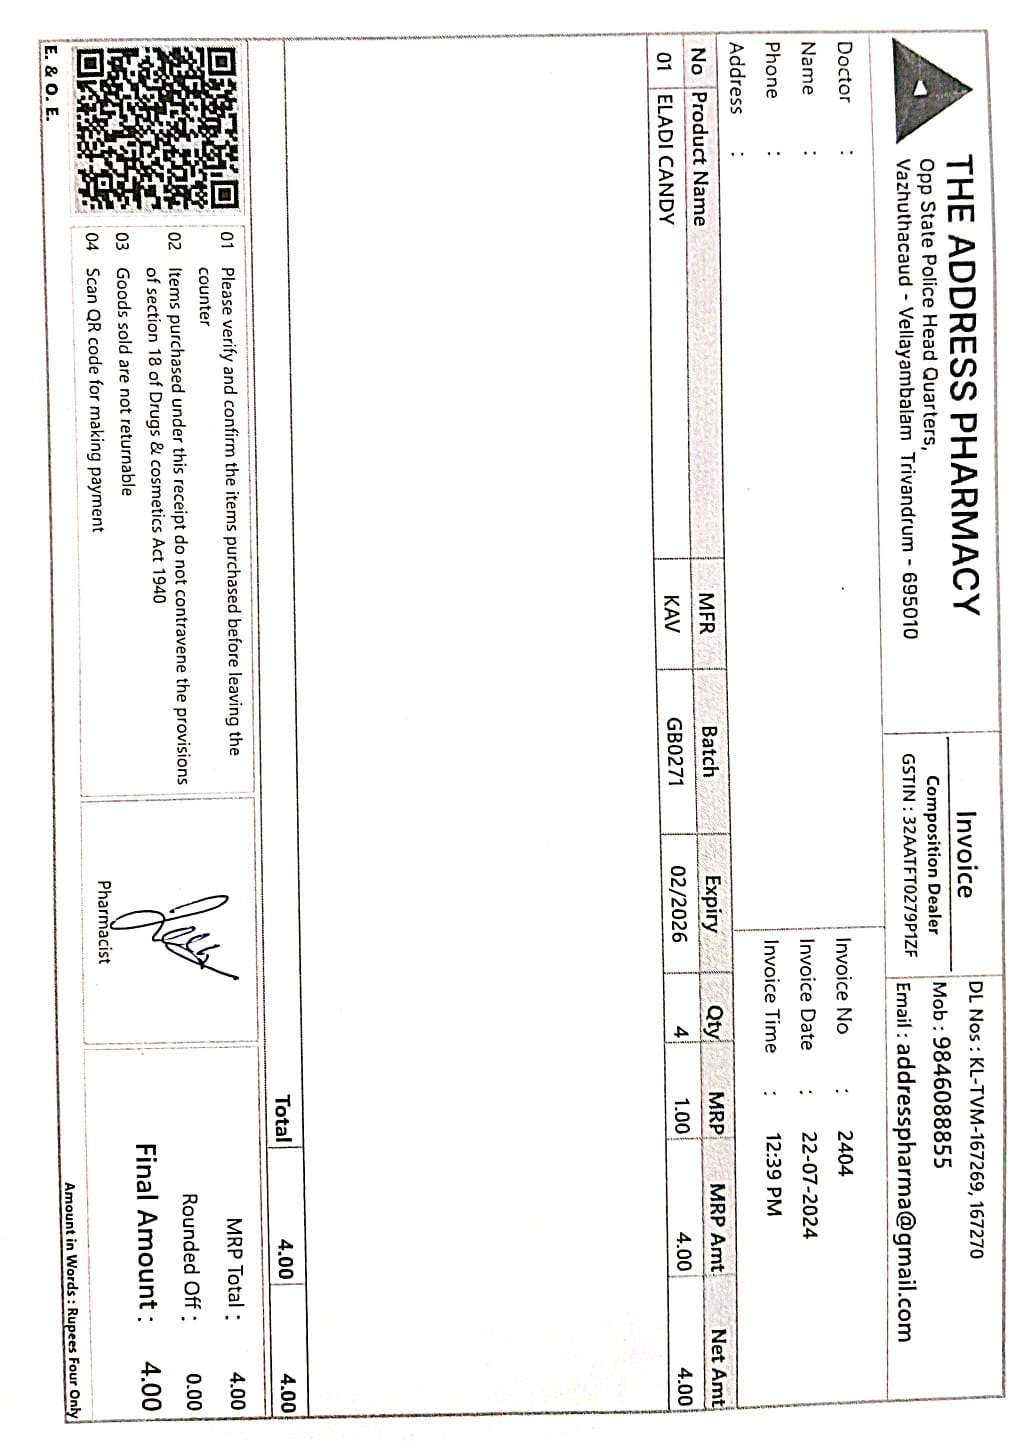 THE ADDRESS PHARMACY
Opp State Police Head Quarters,
Vazhuthacaud - Vellayambalam Trivandrum - 695010
Invoice
Composition Dealer
GSTIN : 32AATFT0279P1ZF
DL Nos : KL-TVM-167269, 167270
Mob : 9846088855
Email : addresspharma@gmail.com
Doctor :
Name :
Phone :
Address :
Invoice No : 2404
Invoice Date : 22-07-2024
Invoice Time : 12:39 PM
No Product Name MFR Batch Expiry Qty MRP MRP Amt Net Amt
01 ELADI CANDY KAV GB0271 02/2026 4 1.00 4.00 4.00
Total 4.00 4.00
01 Please verify and confirm the items purchased before leaving the
counter
02 Items purchased under this receipt do not contravene the provisions
of section 18 of Drugs & cosmetics Act 1940
03 Goods sold are not returnable
04 Scan QR code for making payment
Pharmacist
MRP Total : 4.00
Rounded Off : 0.00
Final Amount : 4.00
Amount in Words : Rupees Four Only
E. & O. E.